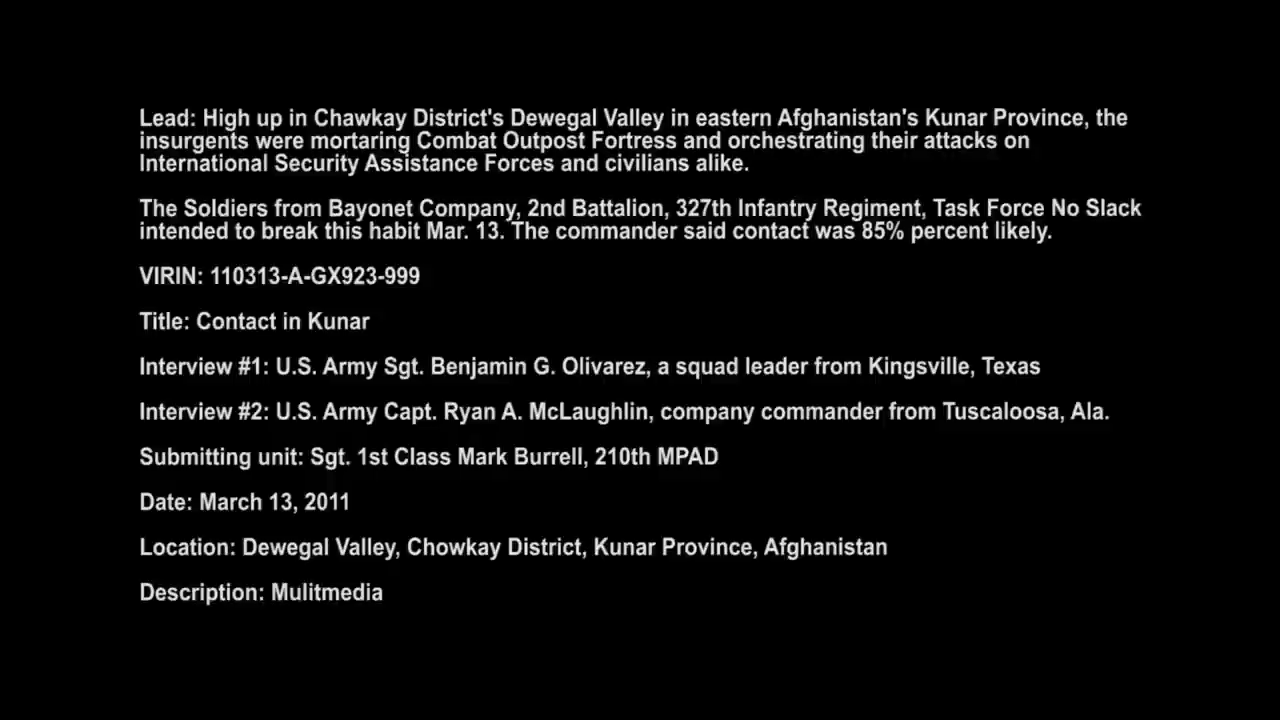 Lead: High up in Chawkay District's Dewegal Valley in eastern Afghanistan's Kunar Province, the
insurgents were mortaring Combat Outpost Fortress and orchestrating their attacks on
International Security Assistance Forces and civilians alike.
The Soldiers from Bayonet Company, 2nd Battalion, 327th Infantry Regiment, Task Force No Slack
intended to break this habit Mar. 13. The commander said contact was 85% percent likely.
VIRIN: 110313-A-GX923-999
Title: Contact in Kunar
Interview #1: U.S. Army Sgt. Benjamin G. Olivarez, a squad leader from Kingsville, Texas
Interview #2: U.S. Army Capt. Ryan A. McLaughlin, company commander from Tuscaloosa, Ala.
Submitting unit: Sgt. 1st Class Mark Burrell, 210th MPAD
Date: March 13, 2011
Location: Dewegal Valley, Chowkay District, Kunar Province, Afghanistan
Description: Mulitmedia